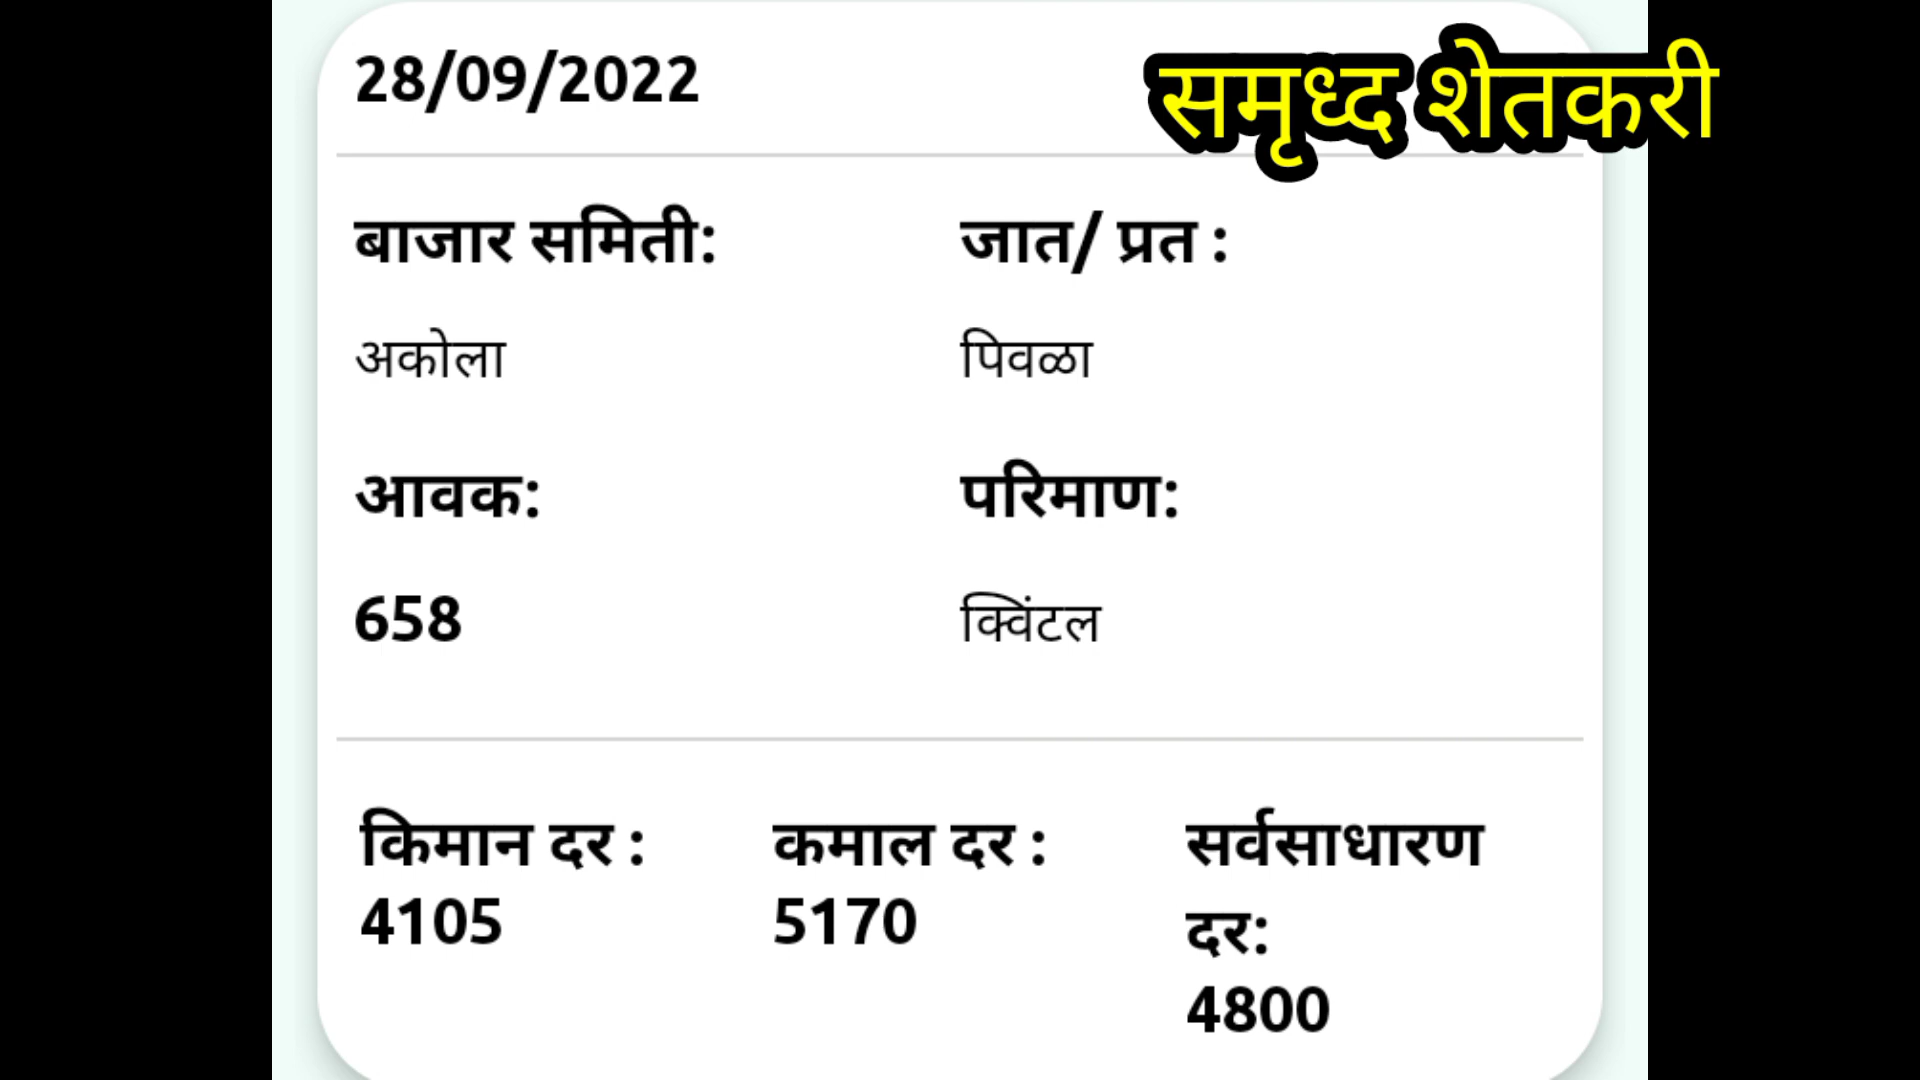 28/09/2022
समृध्द शेतकरी
बाजार समिती:
जात/ प्रत :
अकोला
पिवळा
आवक:
परिमाण:
658
क्विंटल
किमान दर :
कमाल दर :
सर्वसाधारण
4105
5170
दर:
4800